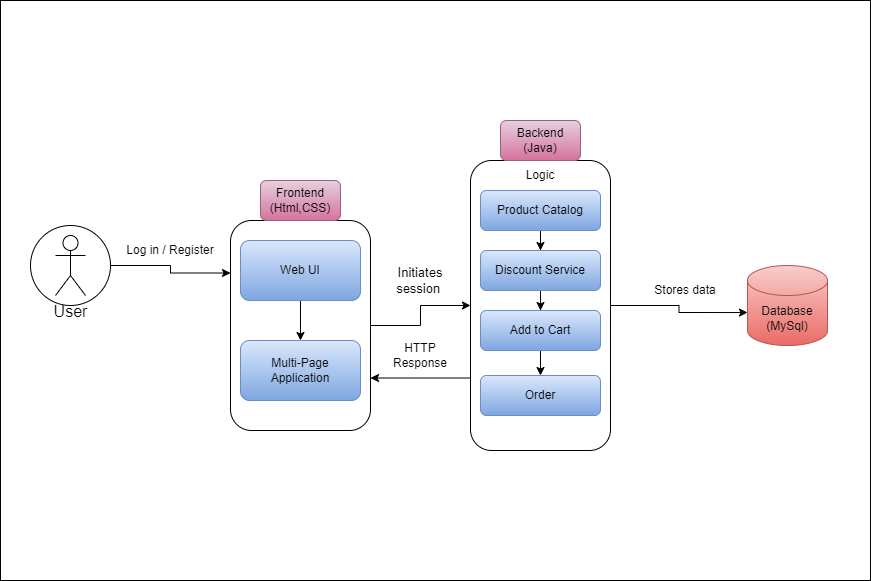 Backend
(Java)
Logic
Frontend
(Html,CSS)
Product Catalog
Log in / Register
Web UI
Discount Service
Initiates
session
Stores data
User
Database
(MySql)
Add to Cart
HTTP
Response
Multi-Page
Application
Order